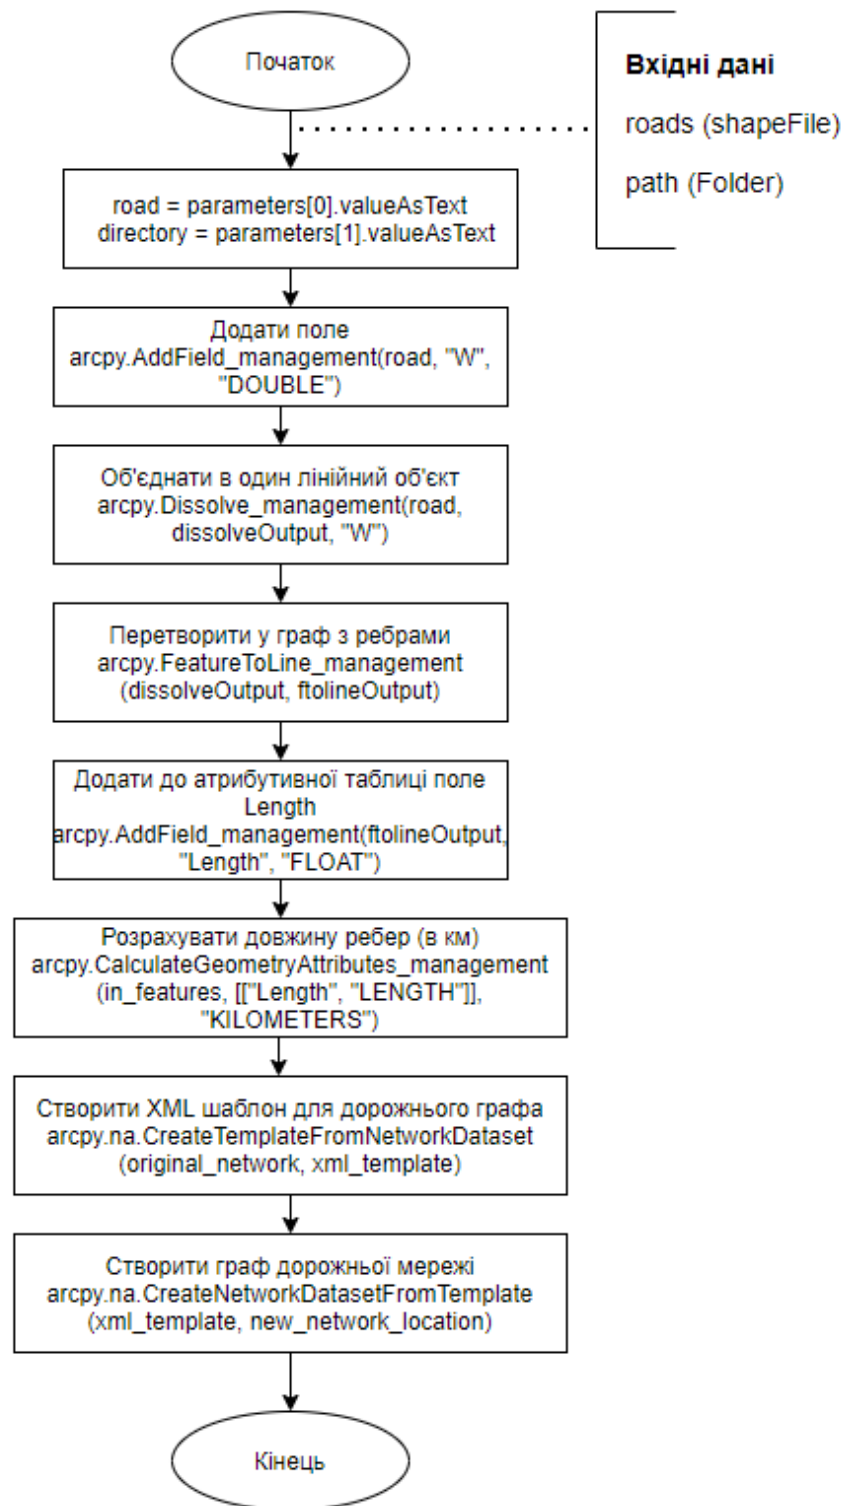 Початок
Вхідні дані
roads (shapeFile)
path (Folder)
road = parameters[0].valueAsText
directory = parameters[1].valueAsText
Додати поле
arcpy.AddField_management(road, "W",
"DOUBLE")
Об'єднати в один лінійний об'єкт
arcpy.Dissolve_management(road,
dissolveOutput, "W")
Перетворити у граф з ребрами
arcpy.FeatureToLine_management
(dissolveOutput, ftolineOutput)
Додати до атрибутивної таблиці поле
Length
arcpy.AddField_management(ftolineOutput,
"Length", "FLOAT")
Розрахувати довжину ребер (в км)
arcpy.CalculateGeometryAttributes_management
(in_features, [["Length", "LENGTH"]],
"KILOMETERS")
Створити XML шаблон для дорожнього графа
arcpy.na.CreateTemplateFromNetworkDataset
(original_network, xml_template)
Створити граф дорожньої мережі
arcpy.na.CreateNetworkDatasetFromTemplate
(xml_template, new_network_location)
Кінець